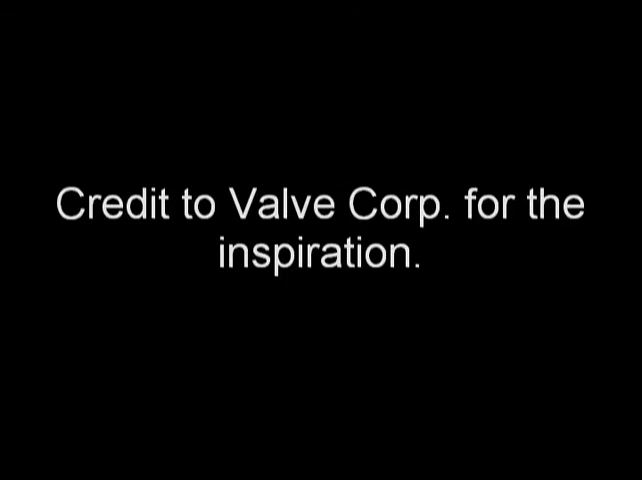 Credit to Valve Corp. for the
inspiration.